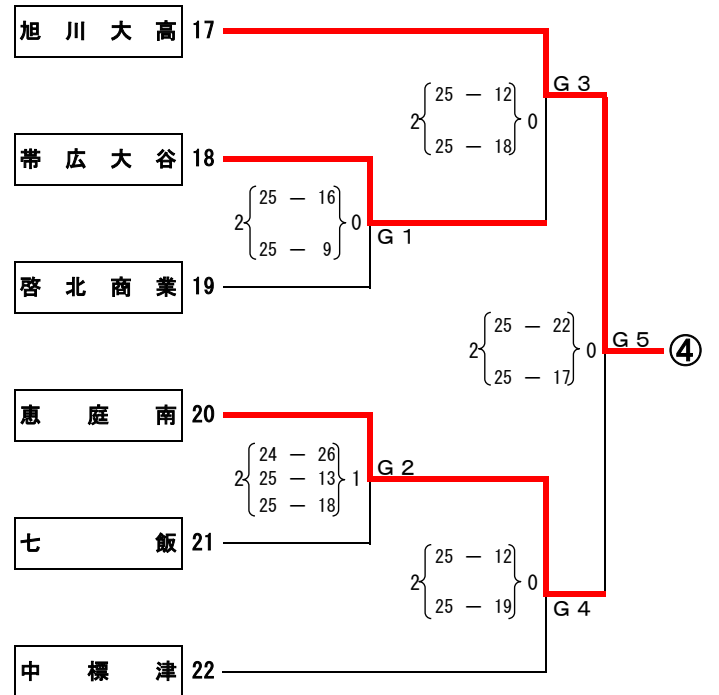 旭川大高 17
G3
25 － 12
2 0
25 － 18
帯広大谷 18
25 － 16
2 0
25 － 9
G1
啓北商業 19
25 － 22
2 0
25 － 17
G5 ④
恵庭南 20
24 － 26
2 25 － 13 1
25 － 18
G2
七飯 21
25 － 12
2 0
25 － 19
G4
中標津 22